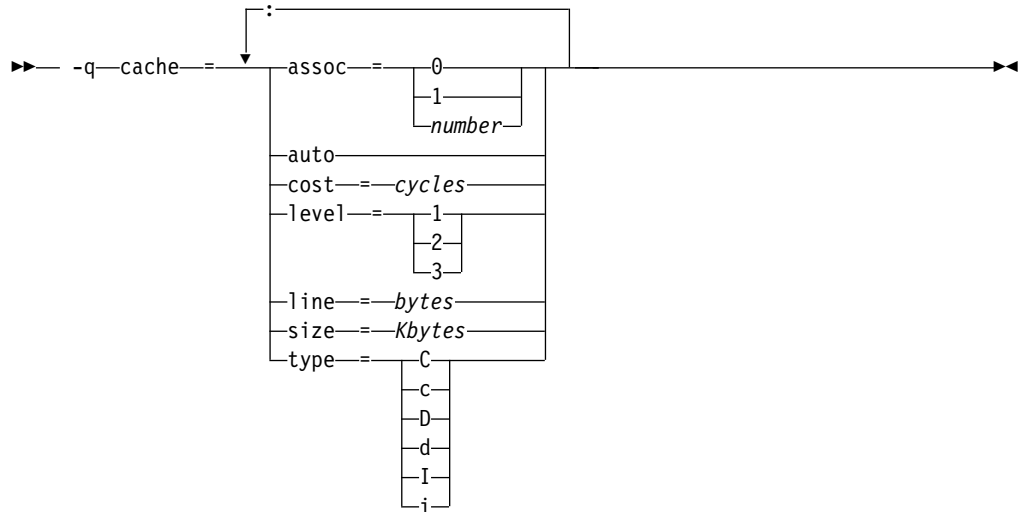 :
-q cache = assoc = 0
1
number
auto
cost = cycles
level = 1
2
3
line = bytes
size = Kbytes
type = C
c
D
d
I
i